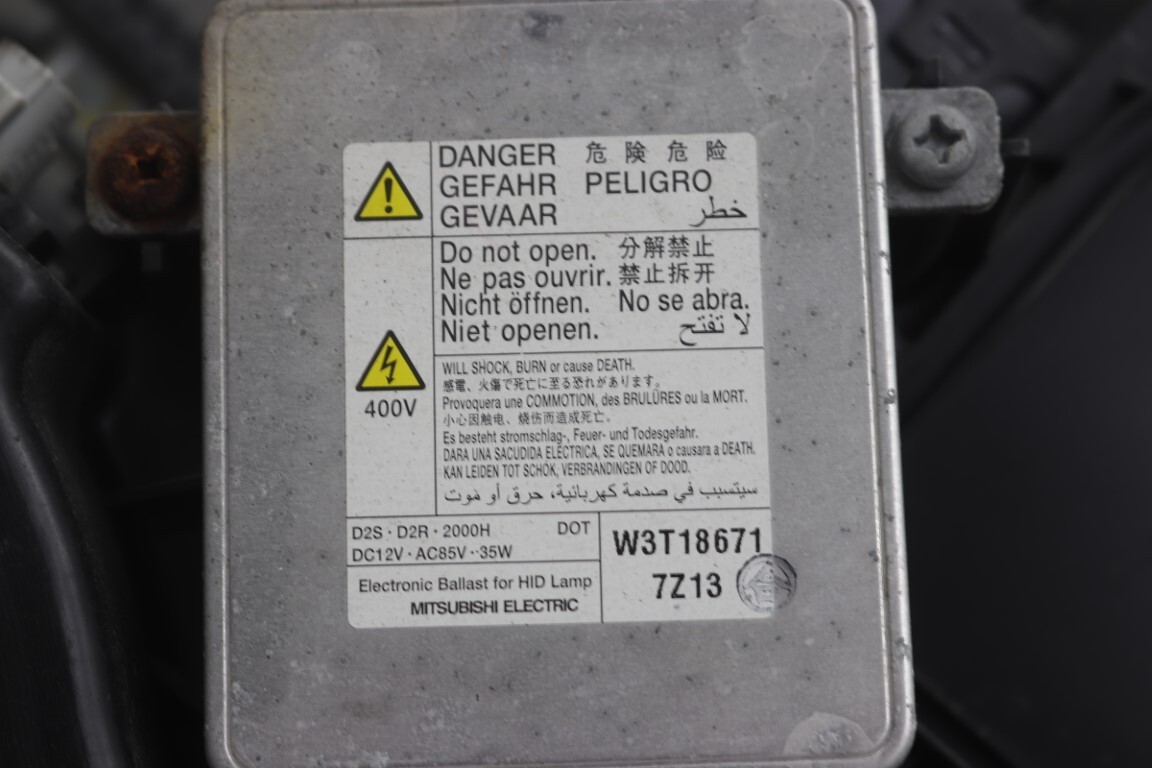 DANGER 危険 危险
GEFAHR PELIGRO
GEVAAR خطر
Do not open. 分解禁止
Ne pas ouvrir. 禁止拆开
Nicht öffnen. No se abra.
Niet openen. لا تفتح
400V
WILL SHOCK, BURN or cause DEATH.
感電、火傷で死亡に至る恐れがあります。
Provoquera une COMMOTION, des BRULÛRES ou la MORT.
小心因触电、烧伤而造成死亡。
Es besteht stromschlag-, Feuer- und Todesgefahr.
DARA UNA SACUDIDA ELECTRICA, SE QUEMARA o causara a DEATH.
KAN LEIDEN TOT SCHOK, VERBRANDINGEN OF DOOD.
سيتسبب في صدمة كهربائية، حرق أو موت
D2S · D2R · 2000H DOT
DC12V · AC85V · 35W
Electronic Ballast for HID Lamp
MITSUBISHI ELECTRIC
W3T18671
7Z13